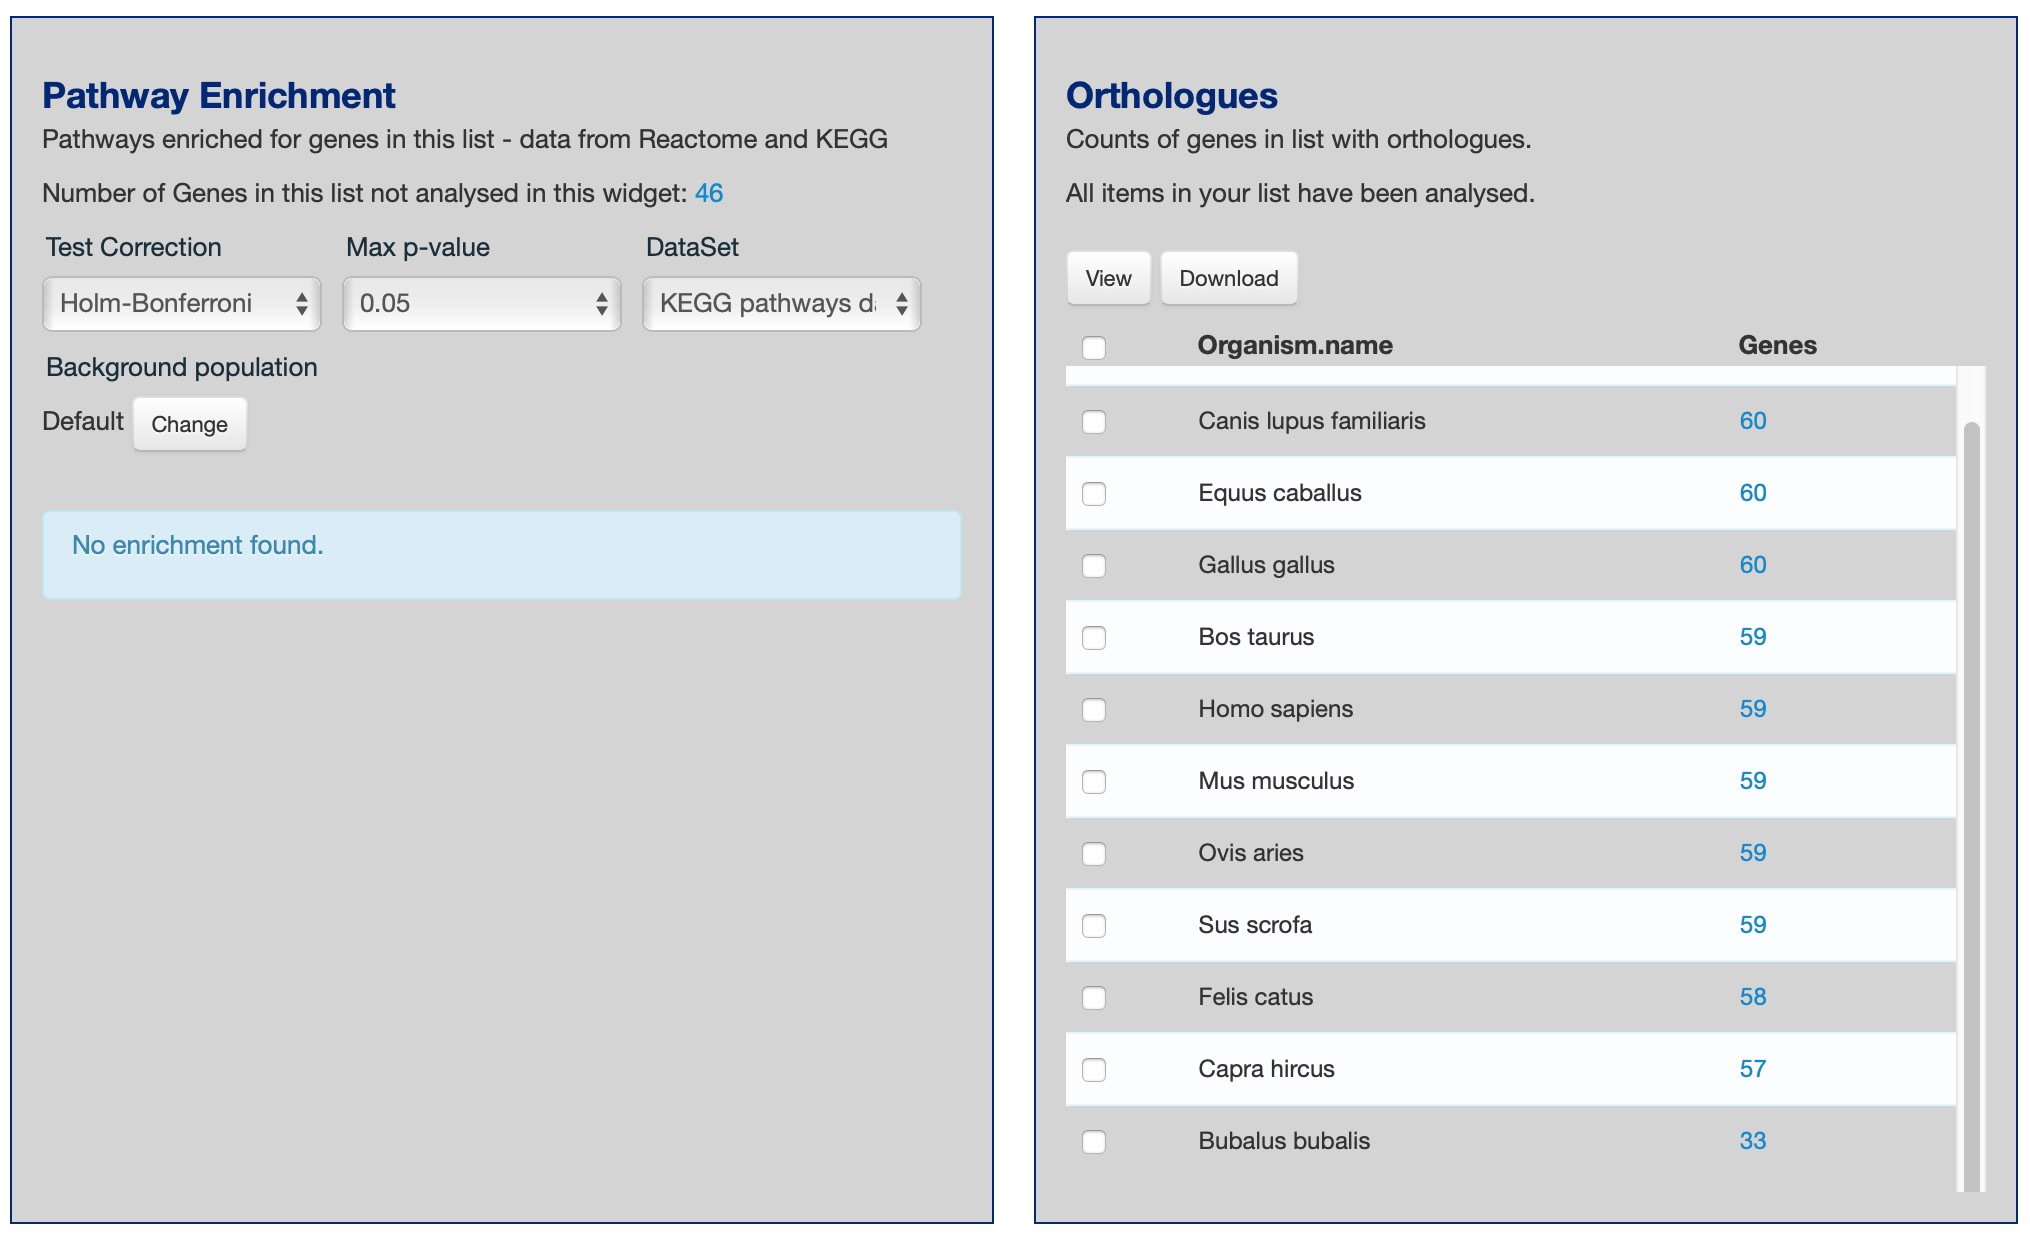 Pathway Enrichment
Pathways enriched for genes in this list - data from Reactome and KEGG
Number of Genes in this list not analysed in this widget: 46
Test Correction Max p-value DataSet
Holm-Bonferroni 0.05 KEGG pathways
Background population
Default Change
No enrichment found.
Orthologues
Counts of genes in list with orthologues.
All items in your list have been analysed.
View Download
Organism.name Genes
Canis lupus familiaris 60
Equus caballus 60
Gallus gallus 60
Bos taurus 59
Homo sapiens 59
Mus musculus 59
Ovis aries 59
Sus scrofa 59
Felis catus 58
Capra hircus 57
Bubalus bubalis 33